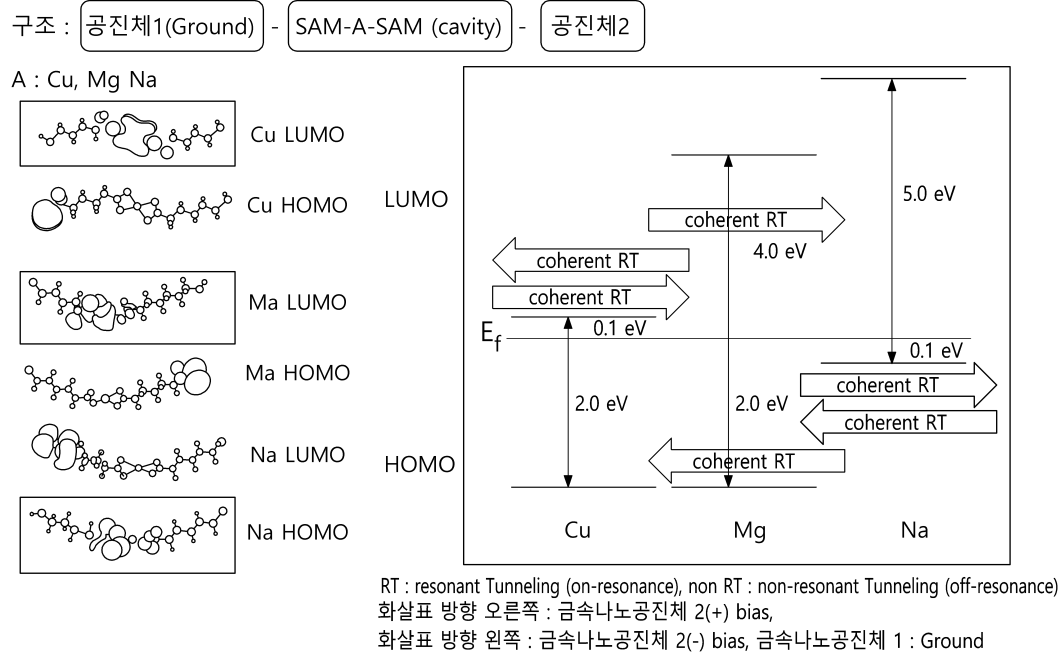 구조 : 공진체1(Ground) - SAM-A-SAM (cavity) - 공진체2
A : Cu, Mg Na
Cu LUMO
Cu HOMO
Ma LUMO
Ma HOMO
Na LUMO
Na HOMO
LUMO
HOMO
5.0 eV
coherent RT
4.0 eV
coherent RT
coherent RT
0.1 eV
Ef
0.1 eV
coherent RT
2.0 eV
2.0 eV
coherent RT
coherent RT
Cu
Mg
Na
RT : resonant Tunneling (on-resonance), non RT : non-resonant Tunneling (off-resonance)
화살표 방향 오른쪽 : 금속나노공진체 2(+) bias,
화살표 방향 왼쪽 : 금속나노공진체 2(-) bias, 금속나노공진체 1 : Ground